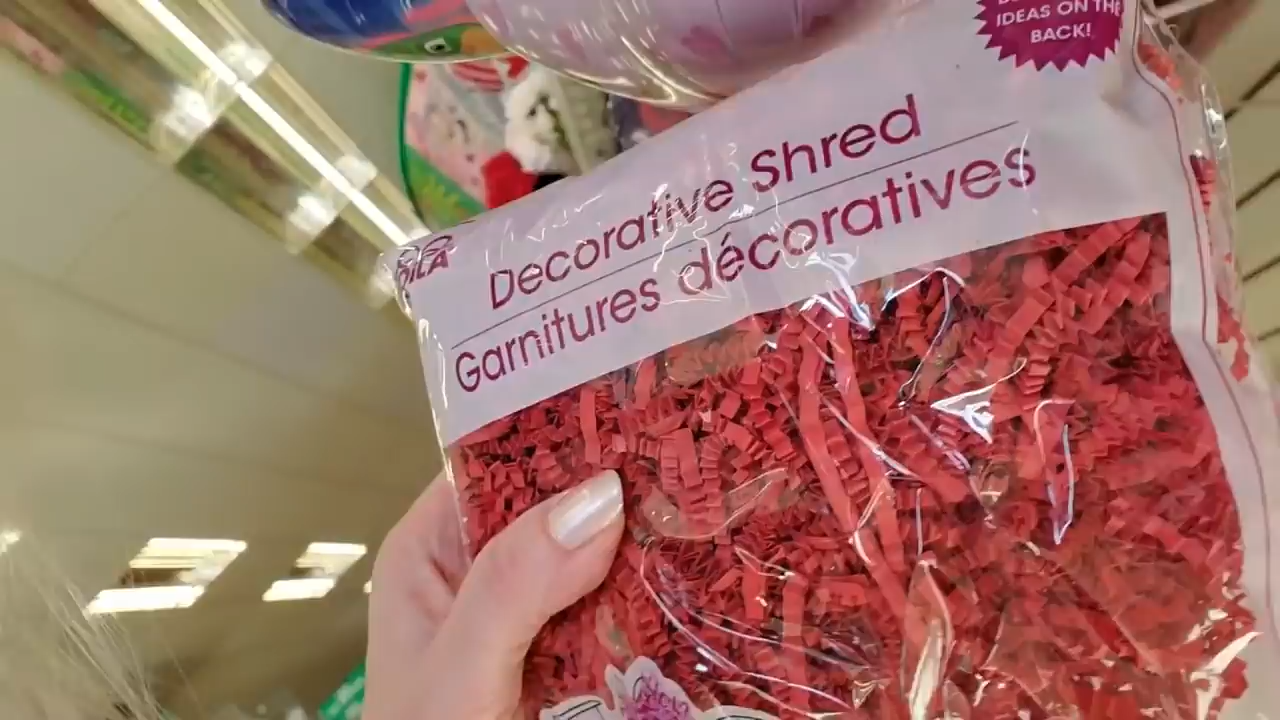 IDEAS ON THE
BACK!
Decorative Shred
Garnitures décoratives